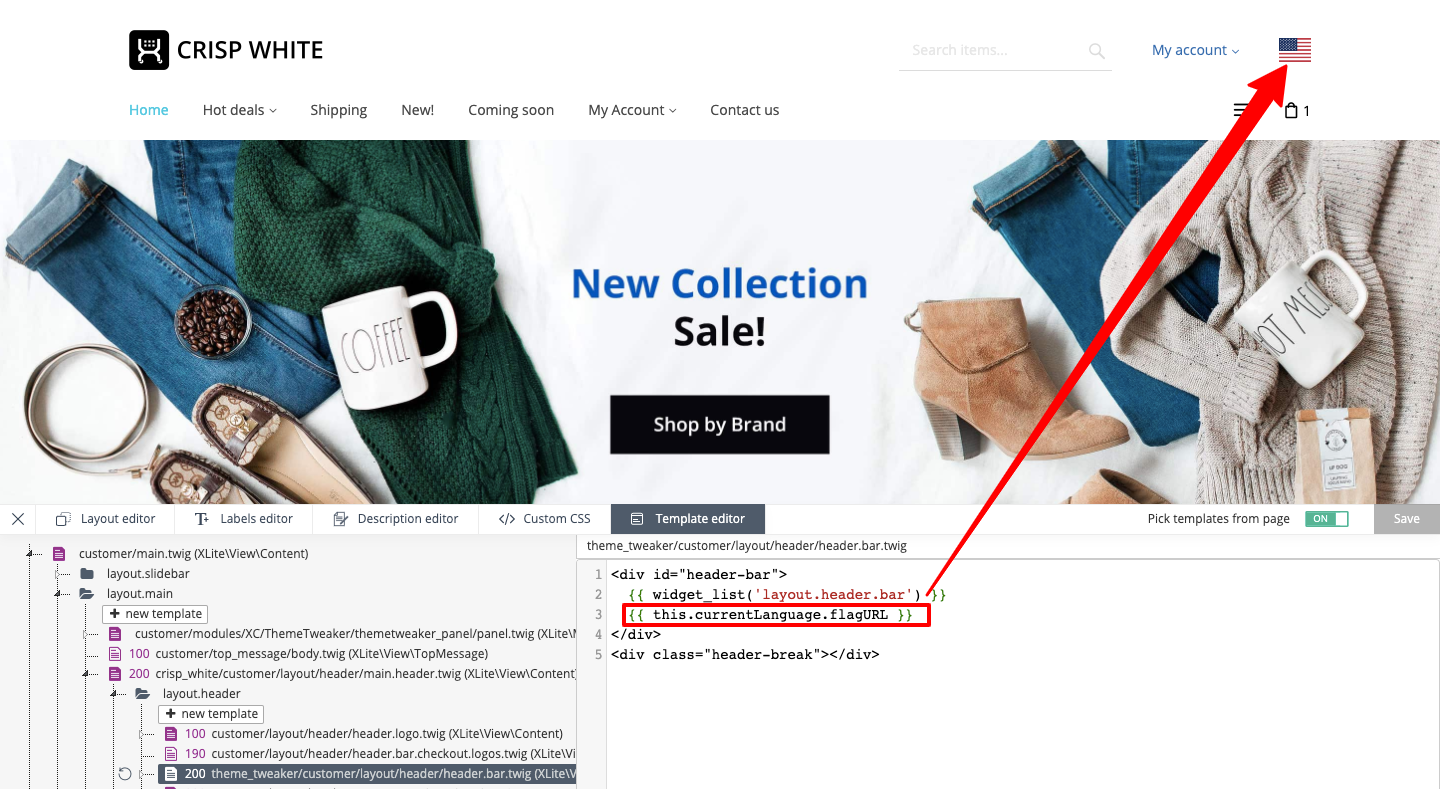 CRISP WHITE
Search items...
My account
Home Hot deals Shipping New! Coming soon My Account Contact us
1
New Collection
Sale!
Shop by Brand
COFFEE
HOT MESS
Layout editor Labels editor Description editor Custom CSS Template editor Pick templates from page ON Save
customer/main.twig (XLite\View\Content)
layout.slidebar
layout.main
+ new template
customer/modules/XC/ThemeTweaker/themetweaker_panel/panel.twig (XLite\M
100 customer/top_message/body.twig (XLite\View\TopMessage)
200 crisp_white/customer/layout/header/main.header.twig (XLite\View\Content)
layout.header
+ new template
100 customer/layout/header/header.logo.twig (XLite\View\Content)
190 customer/layout/header/header.bar.checkout.logos.twig (XLite\Vi
200 theme_tweaker/customer/layout/header/header.bar.twig (XLite\V
theme_tweaker/customer/layout/header/header.bar.twig
1 <div id="header-bar">
2 {{ widget_list('layout.header.bar') }}
3 {{ this.currentLanguage.flagURL }}
4 </div>
5 <div class="header-break"></div>